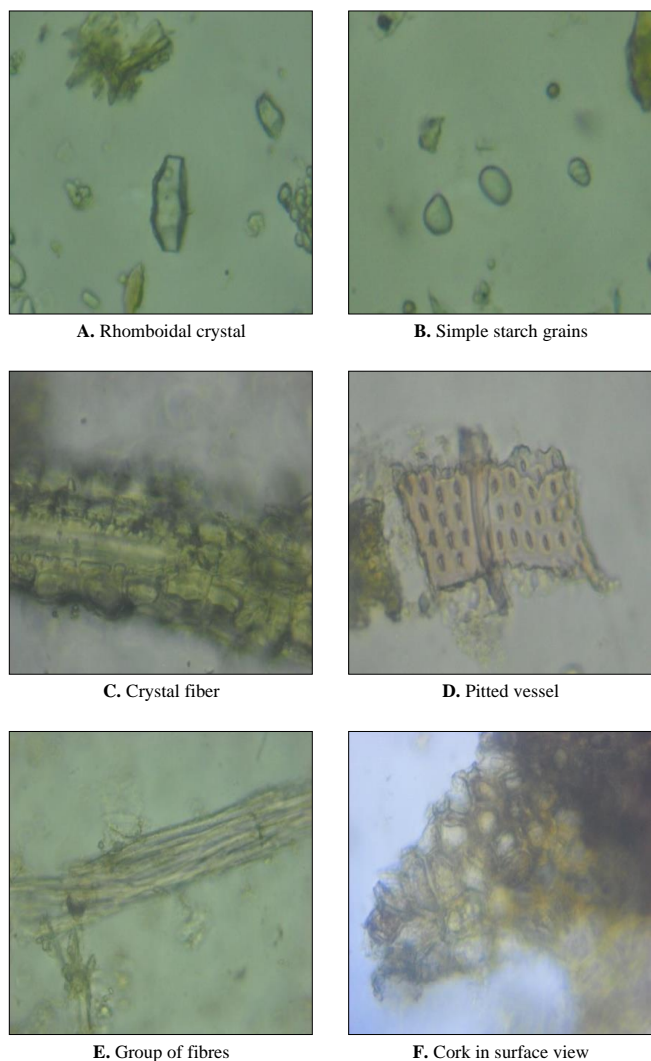 A. Rhomboidal crystal
B. Simple starch grains
C. Crystal fiber
D. Pitted vessel
E. Group of fibres
F. Cork in surface view